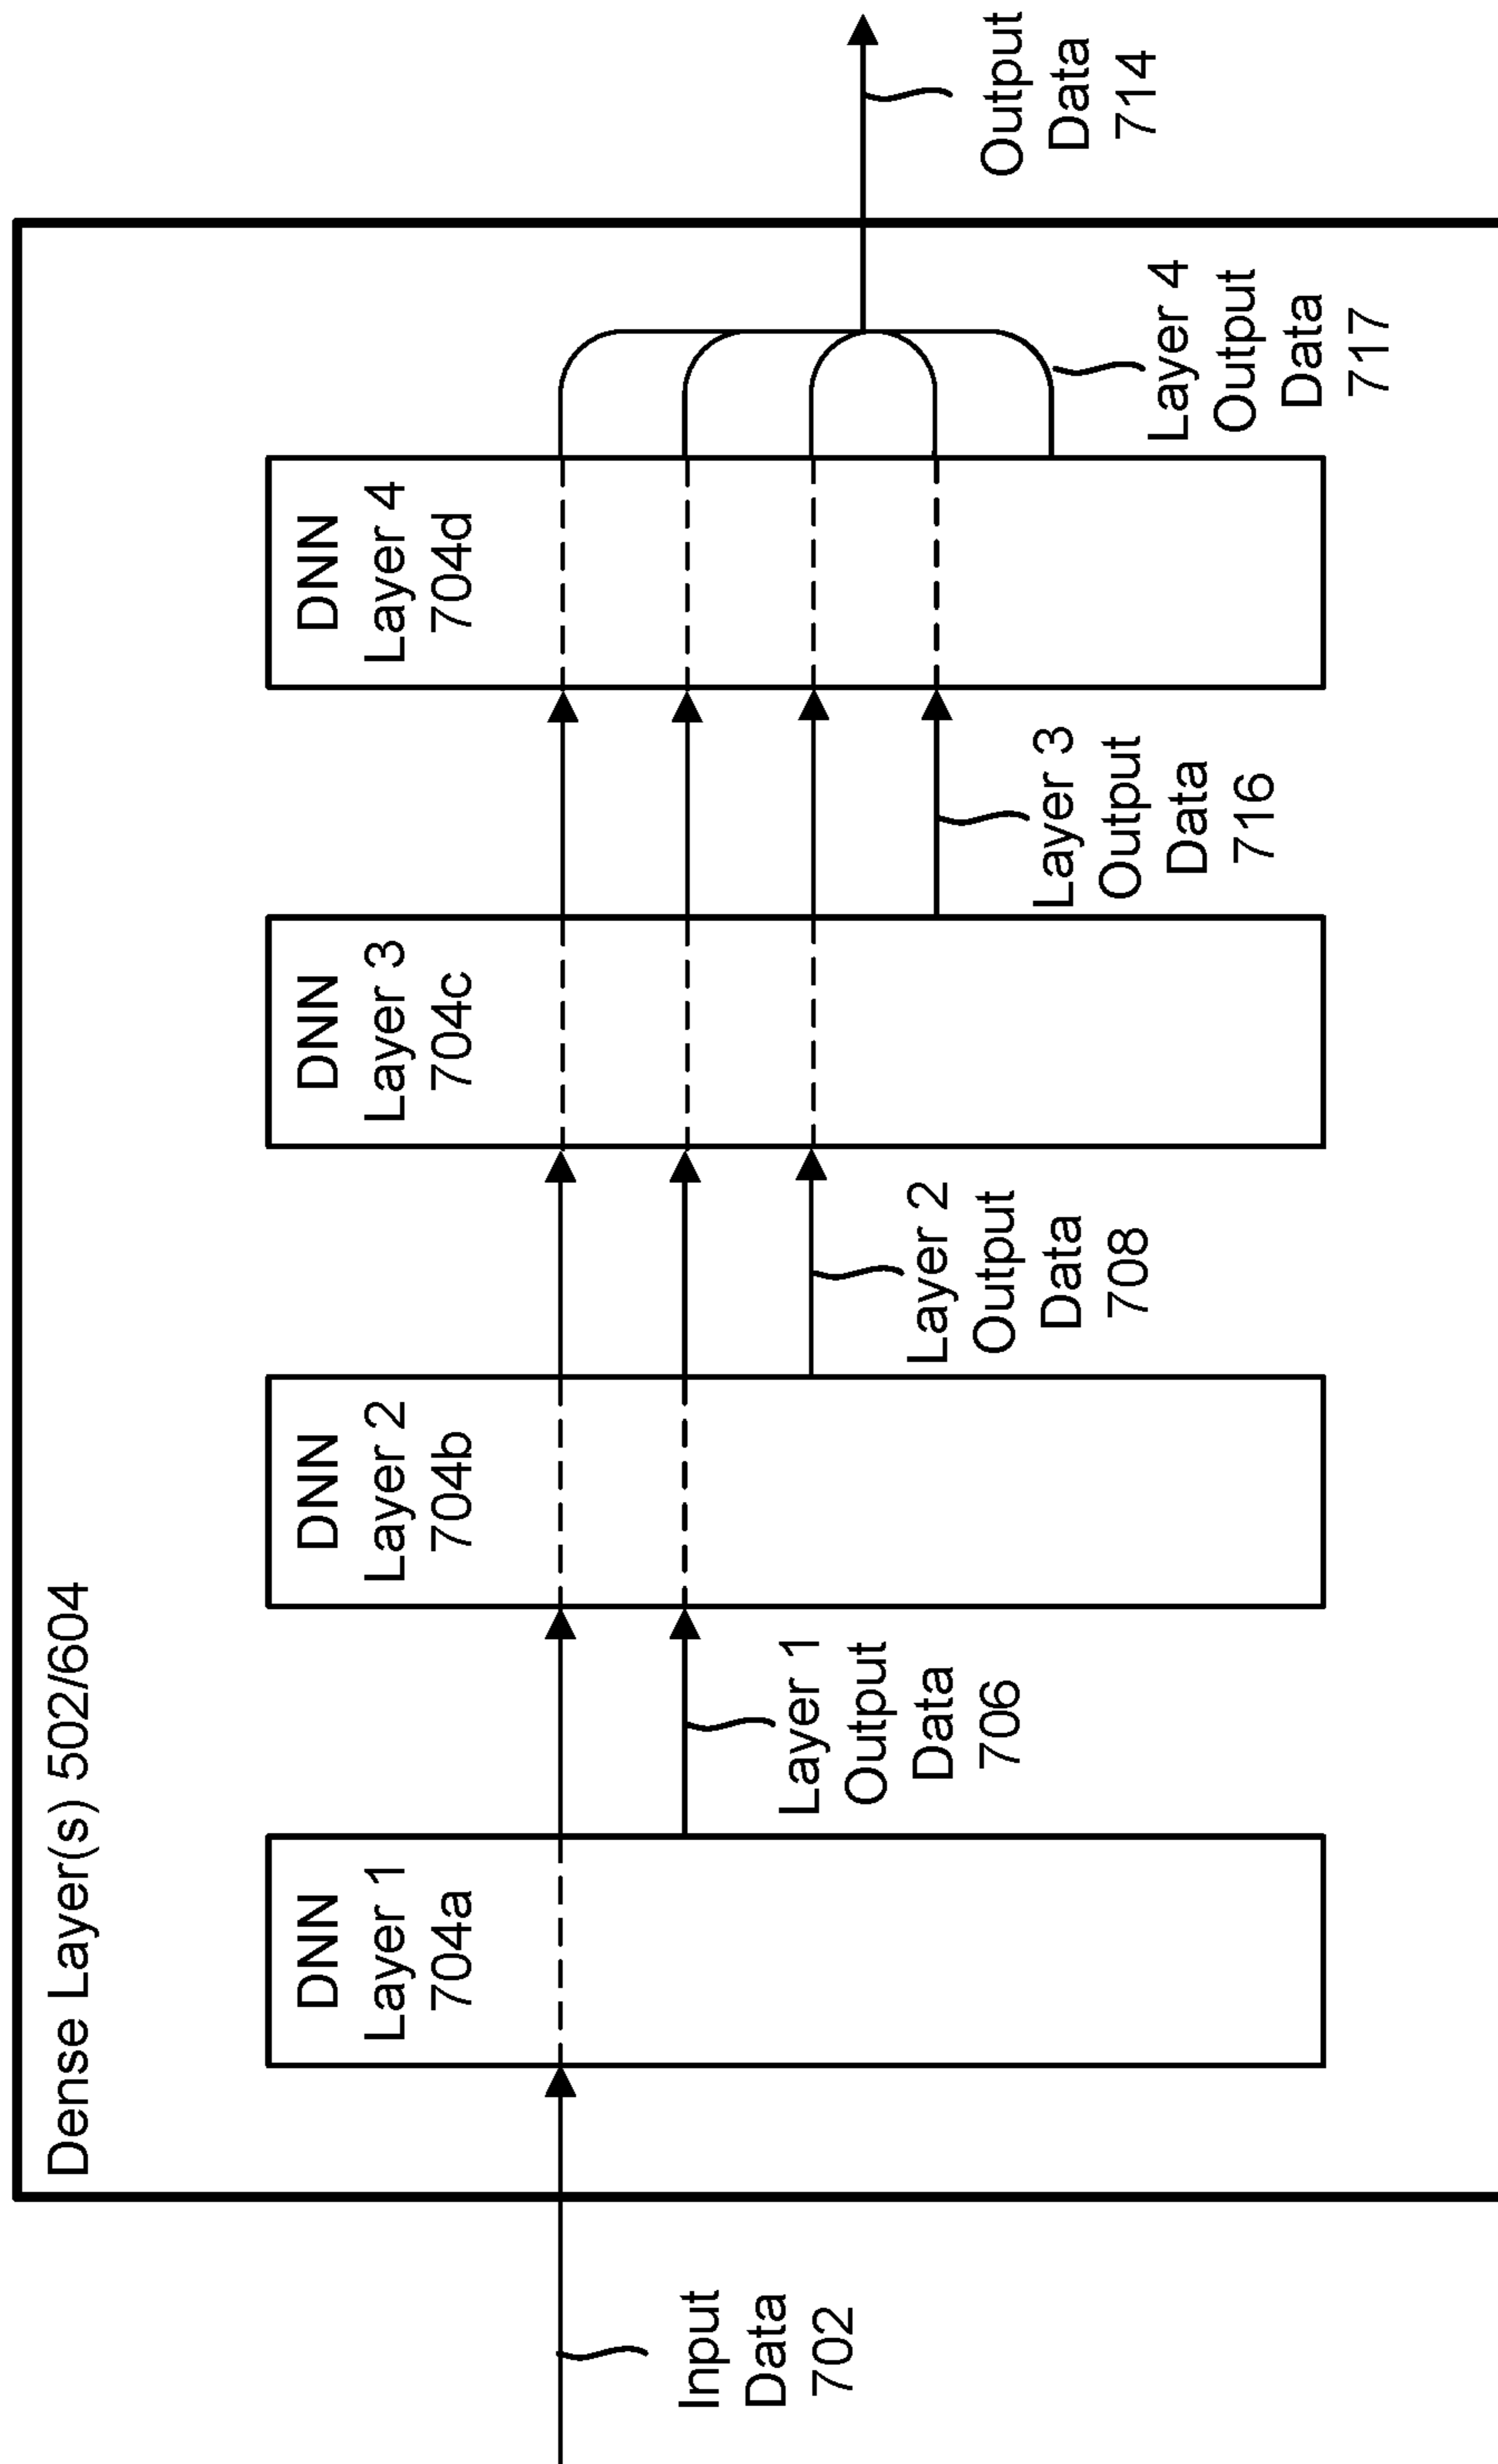 Dense Layer(s) 502/604
Input
Data
702
DNN
Layer 1
704a
Layer 1
Output
Data
706
DNN
Layer 2
704b
Layer 2
Output
Data
708
DNN
Layer 3
704c
Layer 3
Output
Data
716
DNN
Layer 4
704d
Layer 4
Output
Data
717
Output
Data
714